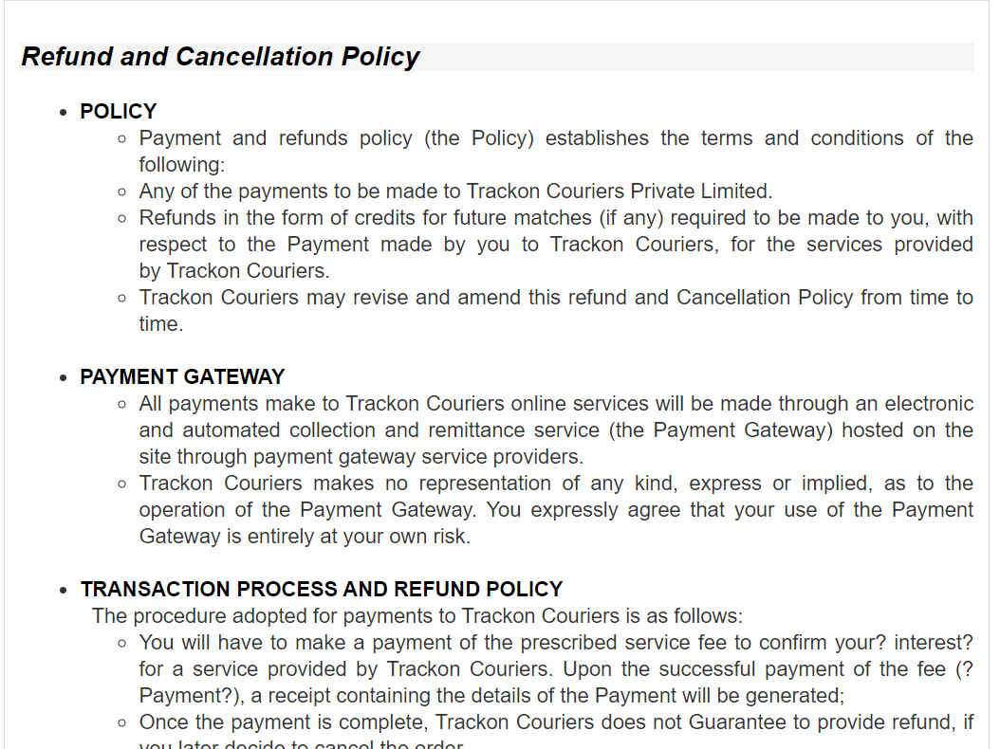 Refund and Cancellation Policy
POLICY
Payment and refunds policy (the Policy) establishes the terms and conditions of the
following:
Any of the payments to be made to Trackon Couriers Private Limited.
Refunds in the form of credits for future matches (if any) required to be made to you, with
respect to the Payment made by you to Trackon Couriers, for the services provided
by Trackon Couriers.
Trackon Couriers may revise and amend this refund and Cancellation Policy from time to
time.
PAYMENT GATEWAY
All payments make to Trackon Couriers online services will be made through an electronic
and automated collection and remittance service (the Payment Gateway) hosted on the
site through payment gateway service providers.
Trackon Couriers makes no representation of any kind, express or implied, as to the
operation of the Payment Gateway. You expressly agree that your use of the Payment
Gateway is entirely at your own risk.
TRANSACTION PROCESS AND REFUND POLICY
The procedure adopted for payments to Trackon Couriers is as follows:
You will have to make a payment of the prescribed service fee to confirm your? interest?
for a service provided by Trackon Couriers. Upon the successful payment of the fee (?
Payment?), a receipt containing the details of the Payment will be generated;
Once the payment is complete, Trackon Couriers does not Guarantee to provide refund, if
you later decide to cancel the order